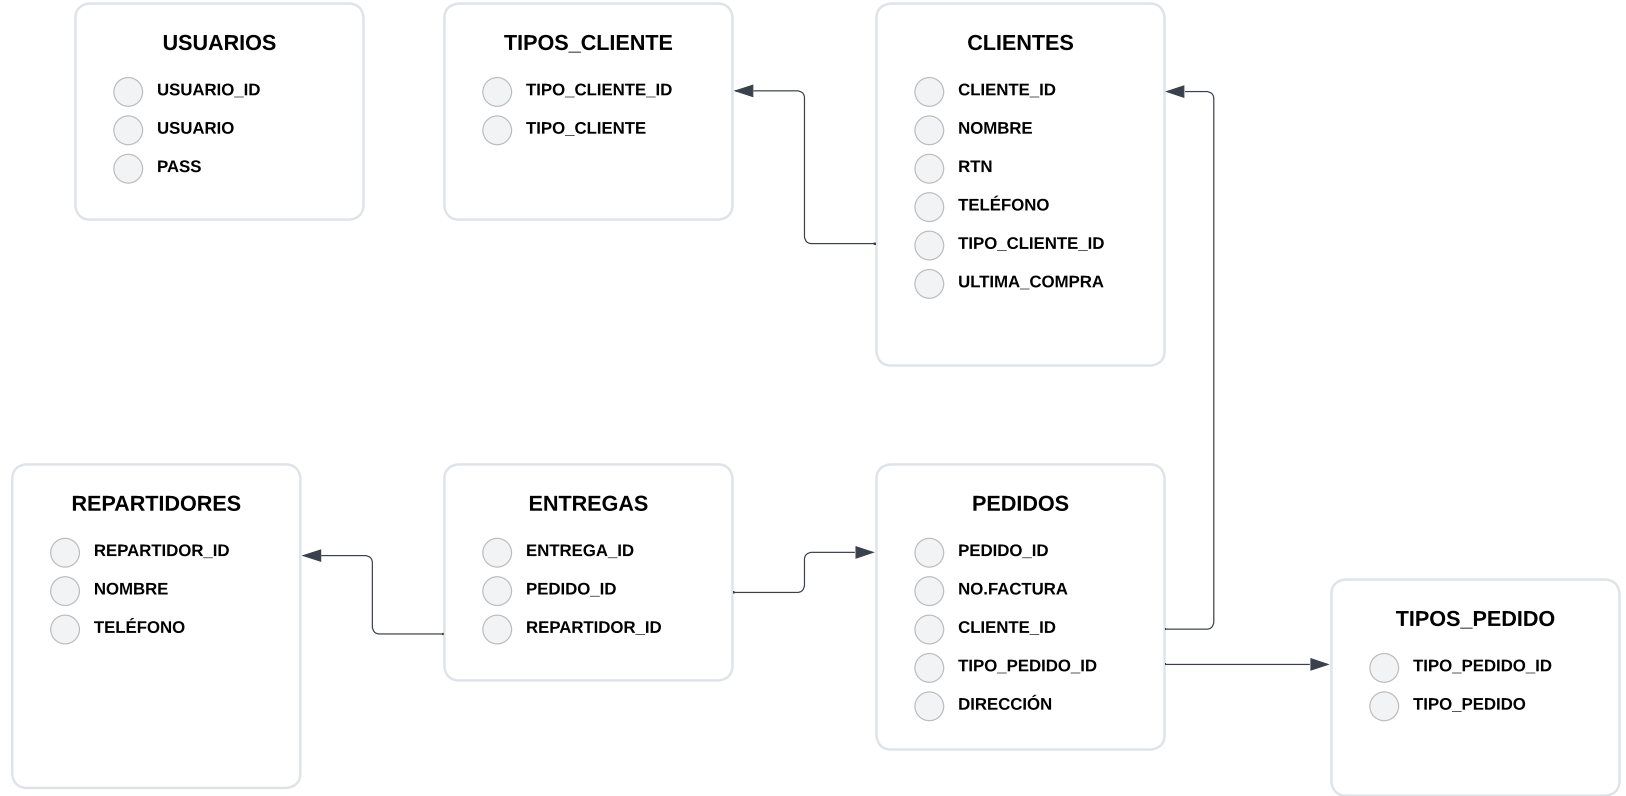 USUARIOS
USUARIO_ID
USUARIO
PASS
TIPOS_CLIENTE
TIPO_CLIENTE_ID
TIPO_CLIENTE
CLIENTES
CLIENTE_ID
NOMBRE
RTN
TELÉFONO
TIPO_CLIENTE_ID
ULTIMA_COMPRA
REPARTIDORES
REPARTIDOR_ID
NOMBRE
TELÉFONO
ENTREGAS
ENTREGA_ID
PEDIDO_ID
REPARTIDOR_ID
PEDIDOS
PEDIDO_ID
NO.FACTURA
CLIENTE_ID
TIPO_PEDIDO_ID
DIRECCIÓN
TIPOS_PEDIDO
TIPO_PEDIDO_ID
TIPO_PEDIDO